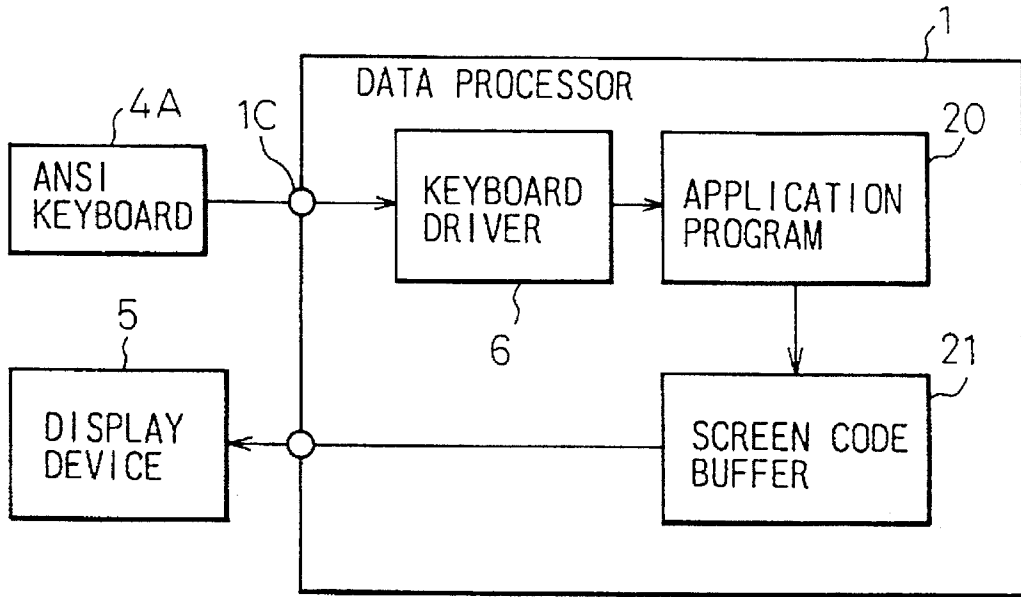 1
DATA PROCESSOR
4A
1C
20
ANSI
KEYBOARD
KEYBOARD
DRIVER
APPLICATION
PROGRAM
5
6
21
DISPLAY
DEVICE
SCREEN CODE
BUFFER